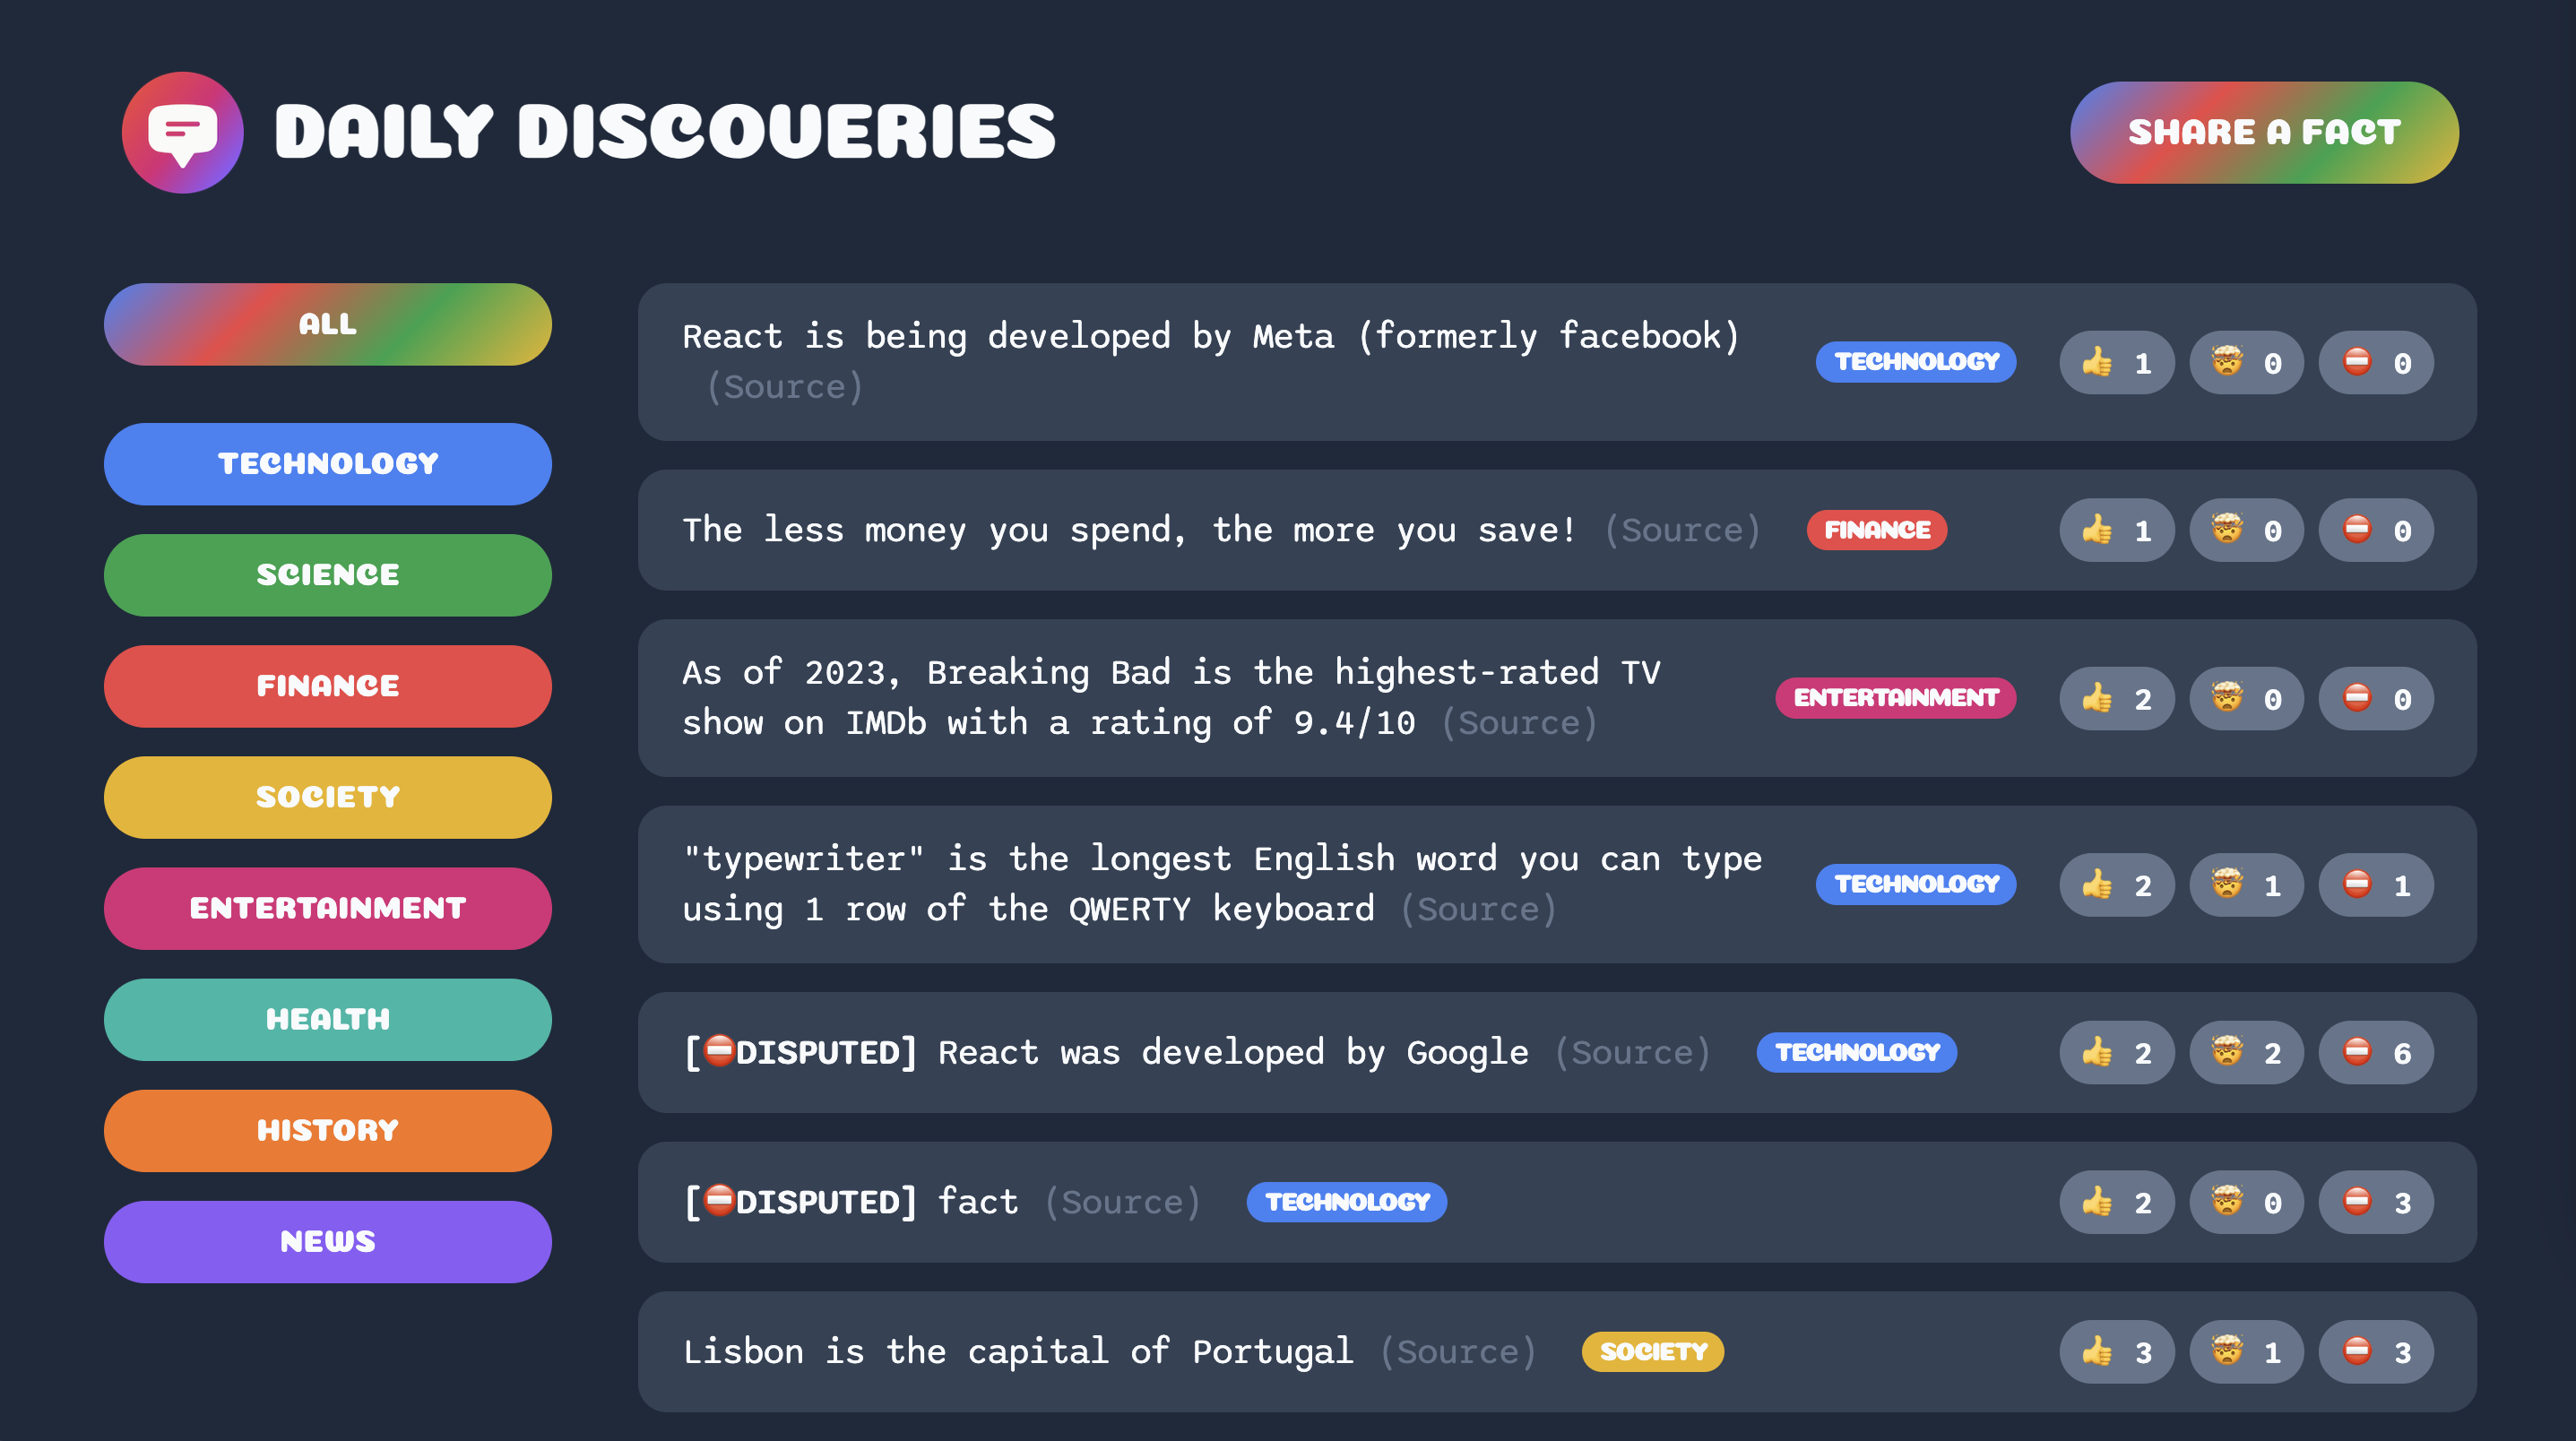 DAILY DISCOVERIES
SHARE A FACT
ALL
TECHNOLOGY
SCIENCE
FINANCE
SOCIETY
ENTERTAINMENT
HEALTH
HISTORY
NEWS
React is being developed by Meta (formerly facebook)
(Source)
TECHNOLOGY
👍 1 🤯 0 ⛔ 0
The less money you spend, the more you save! (Source)
FINANCE
👍 1 🤯 0 ⛔ 0
As of 2023, Breaking Bad is the highest-rated TV
show on IMDb with a rating of 9.4/10 (Source)
ENTERTAINMENT
👍 2 🤯 0 ⛔ 0
"typewriter" is the longest English word you can type
using 1 row of the QWERTY keyboard (Source)
TECHNOLOGY
👍 2 🤯 1 ⛔ 1
[⛔DISPUTED] React was developed by Google (Source)
TECHNOLOGY
👍 2 🤯 2 ⛔ 6
[⛔DISPUTED] fact (Source)
TECHNOLOGY
👍 2 🤯 0 ⛔ 3
Lisbon is the capital of Portugal (Source)
SOCIETY
👍 3 🤯 1 ⛔ 3